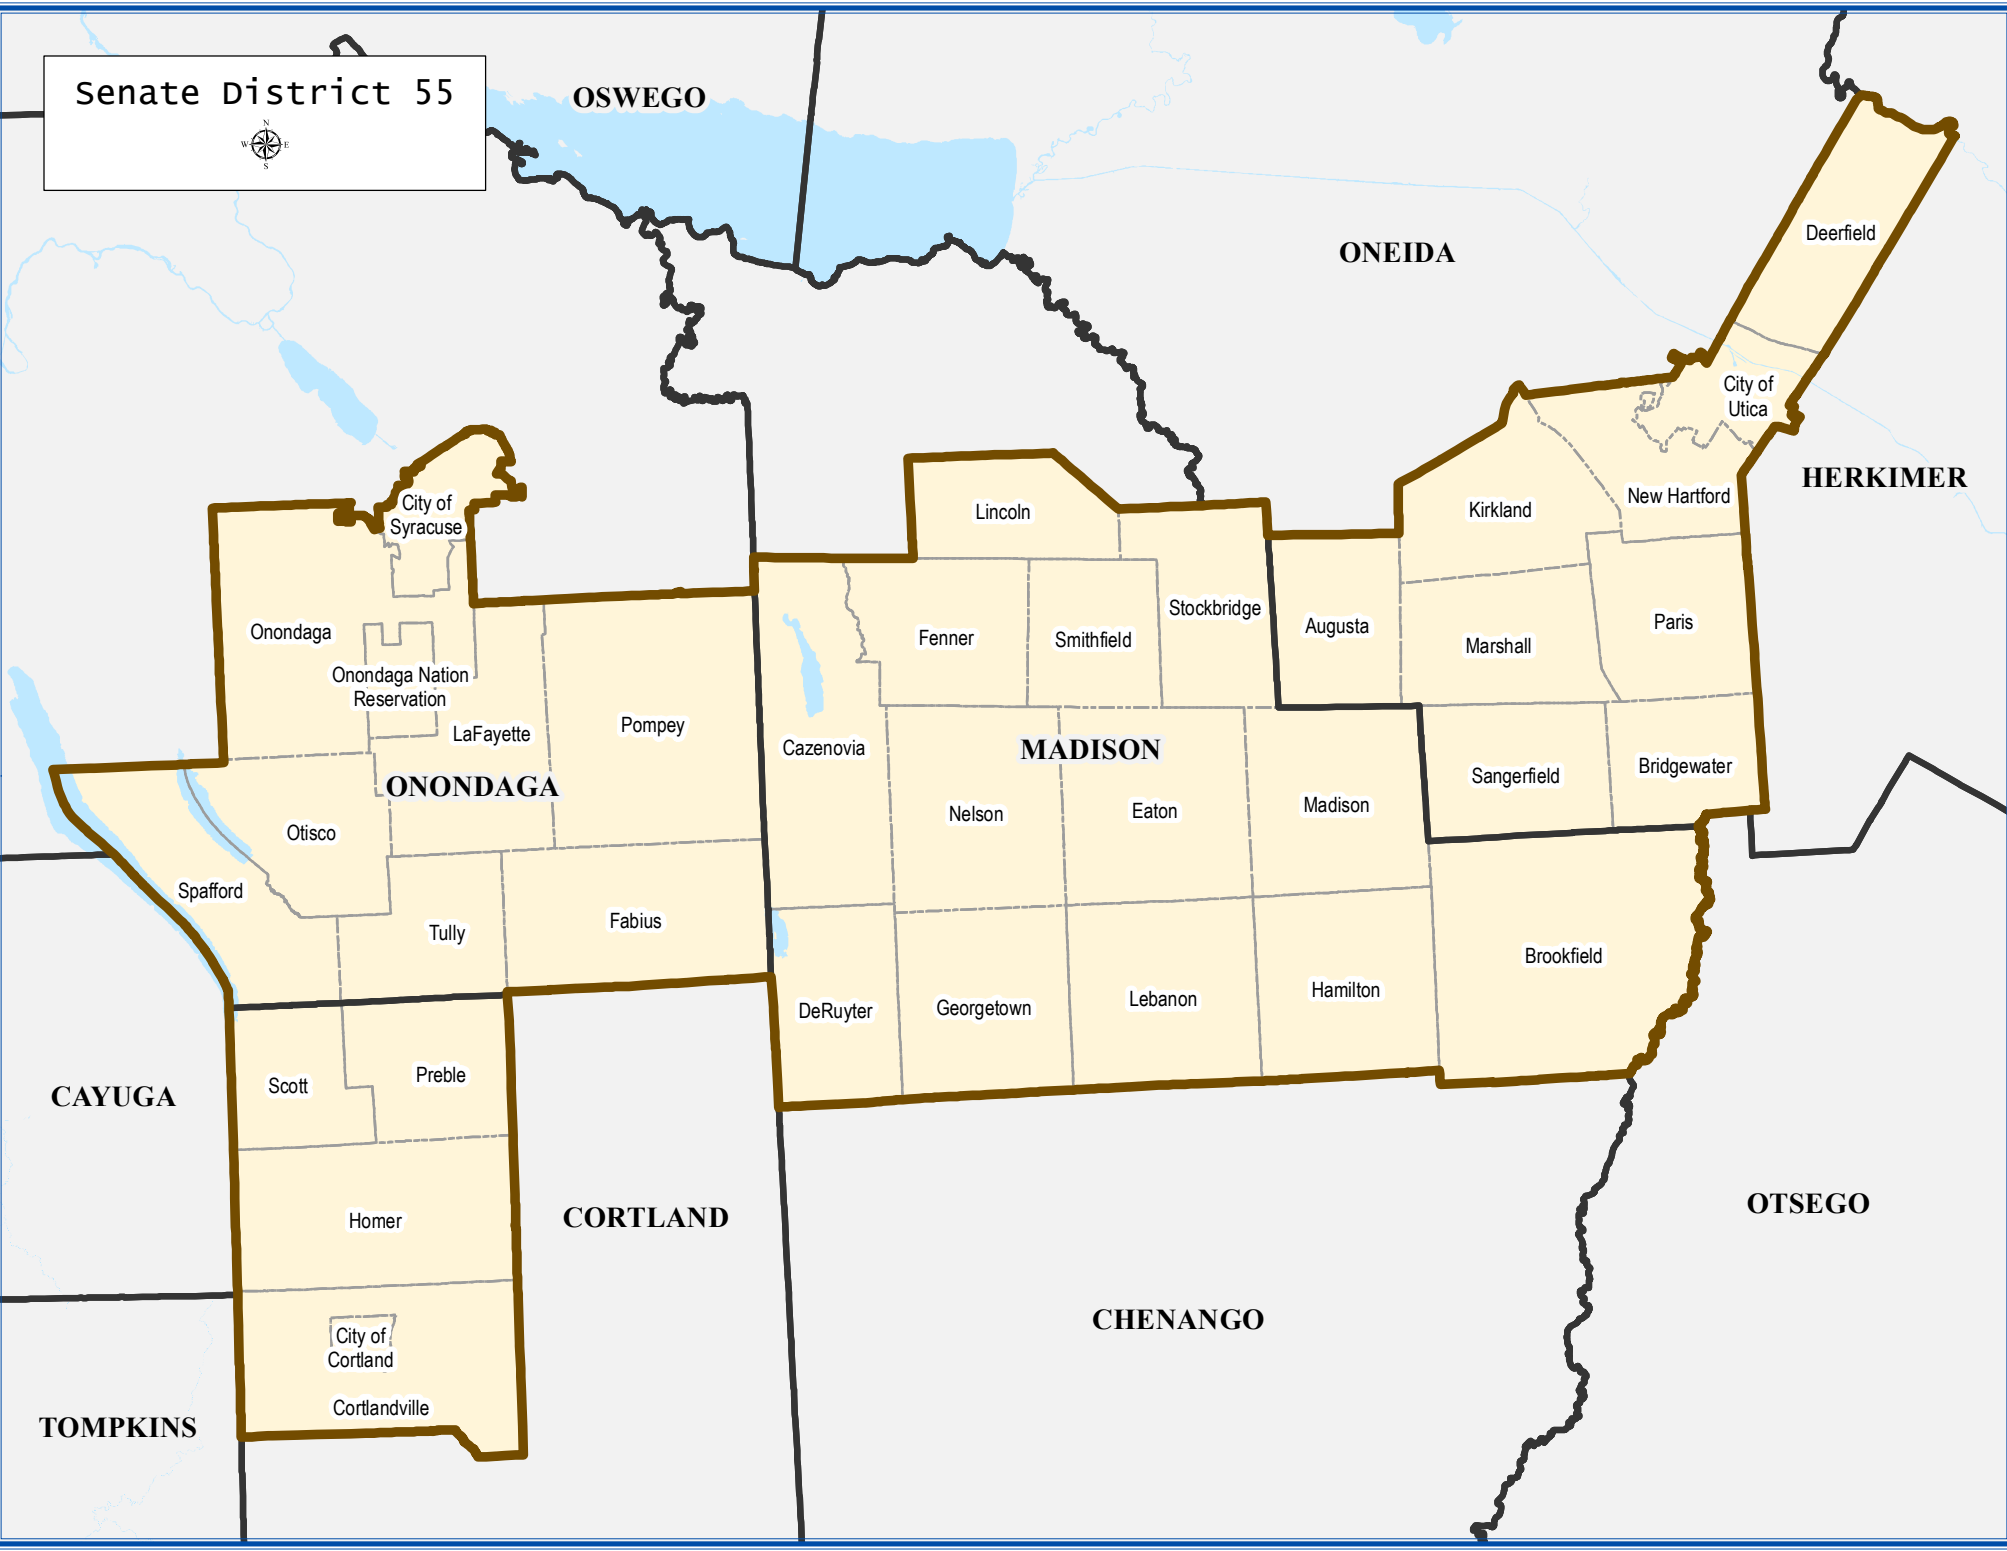 Senate District 55
N
W E
S
OSWEGO
ONEIDA
Deerfield
City of
Utica
HERKIMER
New Hartford
Kirkland
Lincoln
City of
Syracuse
Stockbridge
Augusta
Paris
Onondaga
Fenner
Smithfield
Marshall
Onondaga Nation
Reservation
LaFayette
Pompey
Cazenovia
MADISON
Sangerfield
Bridgewater
ONONDAGA
Otisco
Nelson
Eaton
Madison
Spafford
Tully
Fabius
Brookfield
DeRuyter
Georgetown
Lebanon
Hamilton
CAYUGA
Scott
Preble
Homer
CORTLAND
OTSEGO
CHENANGO
City of
Cortland
Cortlandville
TOMPKINS